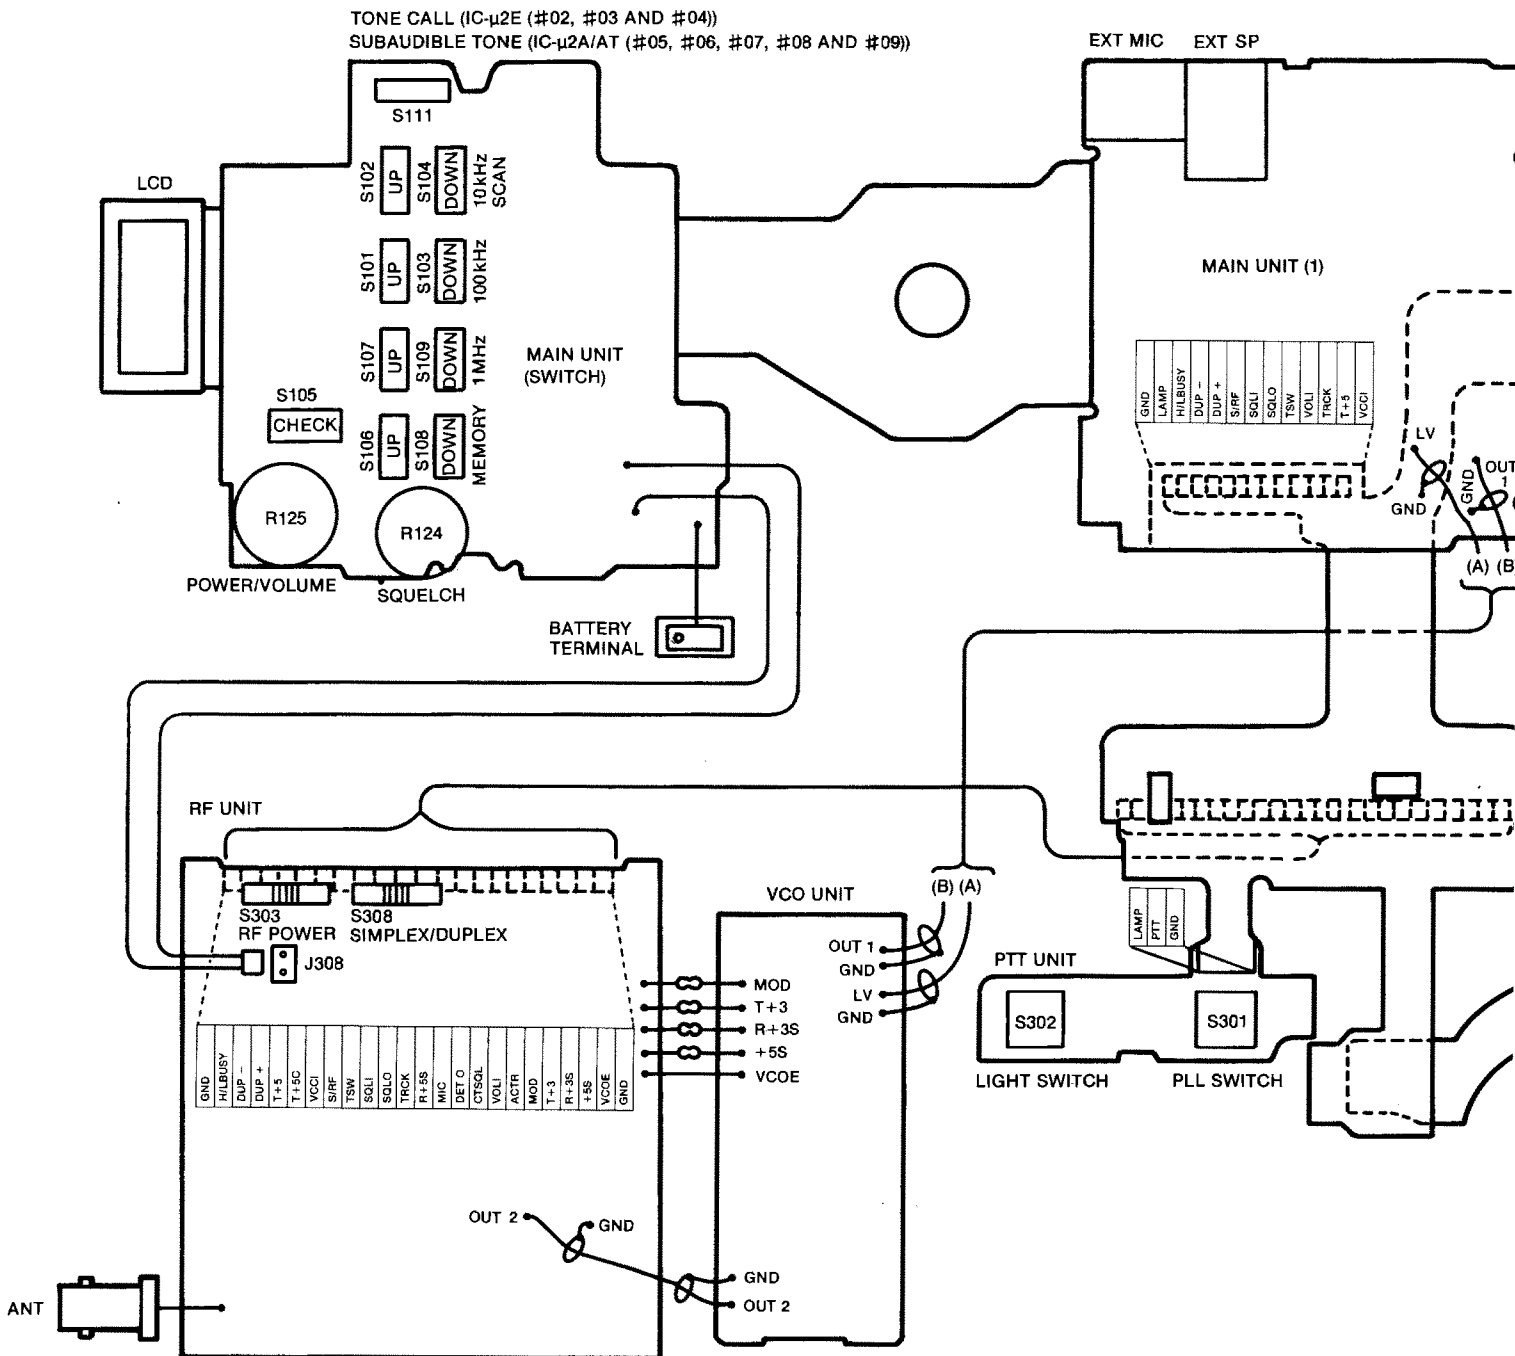 TONE CALL (IC-µ2E (#02, #03 AND #04))
SUBAUDIBLE TONE (IC-µ2A/AT (#05, #06, #07, #08 AND #09))
EXT MIC
EXT SP
S111
LCD
S102
UP
S104
DOWN
10kHz
SCAN
S101
UP
S103
DOWN
100kHz
S107
UP
S109
DOWN
1MHz
S106
UP
S108
DOWN
MEMORY
S105
CHECK
MAIN UNIT
(SWITCH)
R125
R124
POWER/VOLUME
SQUELCH
BATTERY
TERMINAL
MAIN UNIT (1)
GND
LAMP
H/LBUSY
DUP -
DUP +
S/RF
SQLI
SQLO
TSW
VOLI
TRCK
T+5
VCCI
LV
GND
GND
OUT
1
(A)
(B
RF UNIT
S303
RF POWER
S308
SIMPLEX/DUPLEX
J308
GND
H/LBUSY
DUP -
DUP +
T+5
T+5C
VCCI
S/RF
TSW
SQLI
SQLO
TRCK
R+5S
MIC
DET O
CTSQL
VOLI
ACTR
MOD
T+3
R+3S
+5S
VCOE
GND
VCO UNIT
(B) (A)
OUT 1
GND
LV
GND
MOD
T+3
R+3S
+5S
VCOE
OUT 2
GND
GND
OUT 2
ANT
LAMP
PTT
GND
PTT UNIT
S302
S301
LIGHT SWITCH
PLL SWITCH